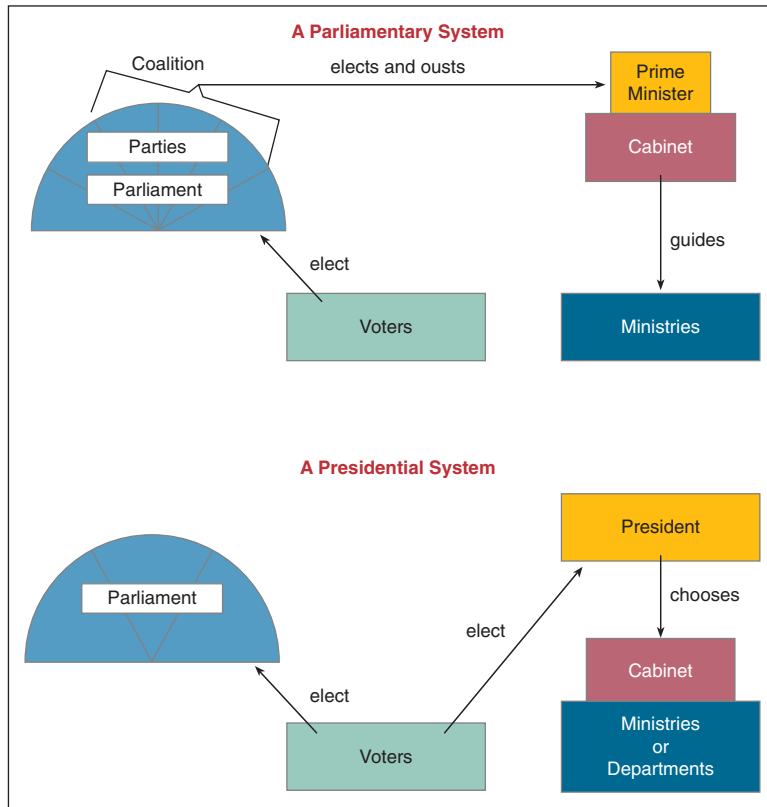 A Parliamentary System
Coalition
elects and ousts
Prime
Minister
Parties
Cabinet
Parliament
guides
elect
Voters
Ministries
A Presidential System
President
Parliament
chooses
elect
Cabinet
elect
Ministries
or
Departments
Voters